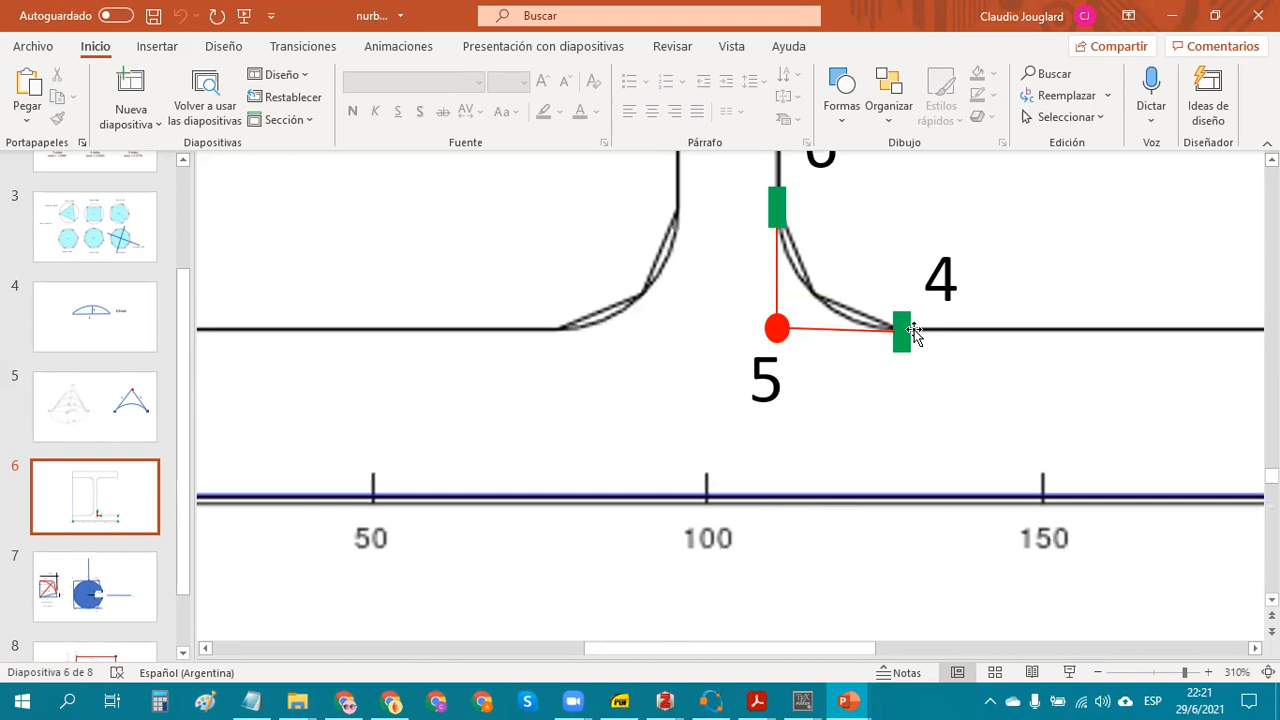 Autoguardado
nurb...
Buscar
Claudio Jouglard
CJ
Archivo
Inicio
Insertar
Diseño
Transiciones
Animaciones
Presentación con diapositivas
Revisar
Vista
Ayuda
Compartir
Comentarios
Pegar
Nueva
diapositiva
Volver a usar
las diapositivas
Diseño
Restablecer
Sección
N
K
S
S
AV
Aa
A
Formas
Organizar
Estilos
rápidos
Buscar
Reemplazar
Seleccionar
Dictar
Ideas de
diseño
Portapapeles
Diapositivas
Fuente
Párrafo
Dibujo
Edición
Voz
Diseñador
3
4
5
6
7
8
4
5
50
100
150
Diapositiva 6 de 8
Español (Argentina)
Notas
310%
ESP
22:21
29/6/2021